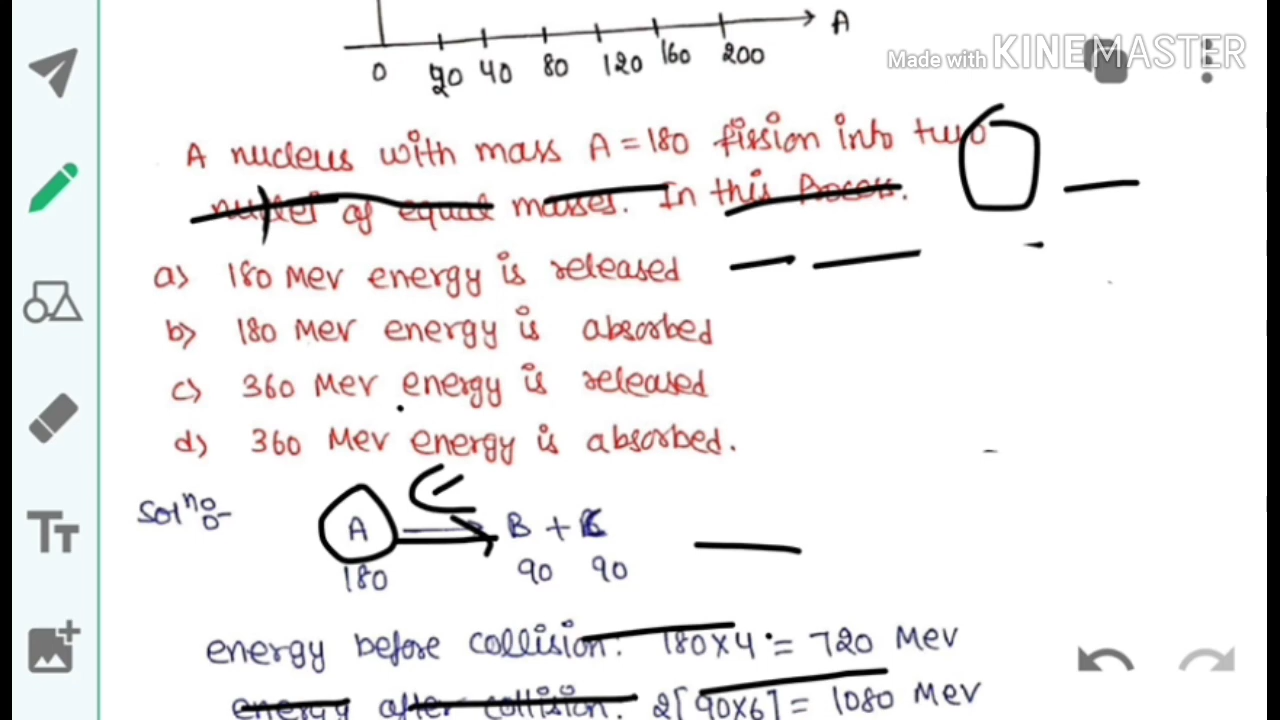 A
0 20 40 80 120 160 200
Made with KINEMASTER
A nucleus with mass A = 180 fission into two
nuclei of equal masses. In this Process.
a) 180 Mev energy is released
b) 180 Mev energy is absorbed
c) 360 Mev energy is released
d) 360 Mev energy is absorbed.
Solⁿ:-
A → B + C
180 90 90
energy before collision: 180×4 = 720 Mev
energy after collision: 2[90×6] = 1080 Mev
Tт